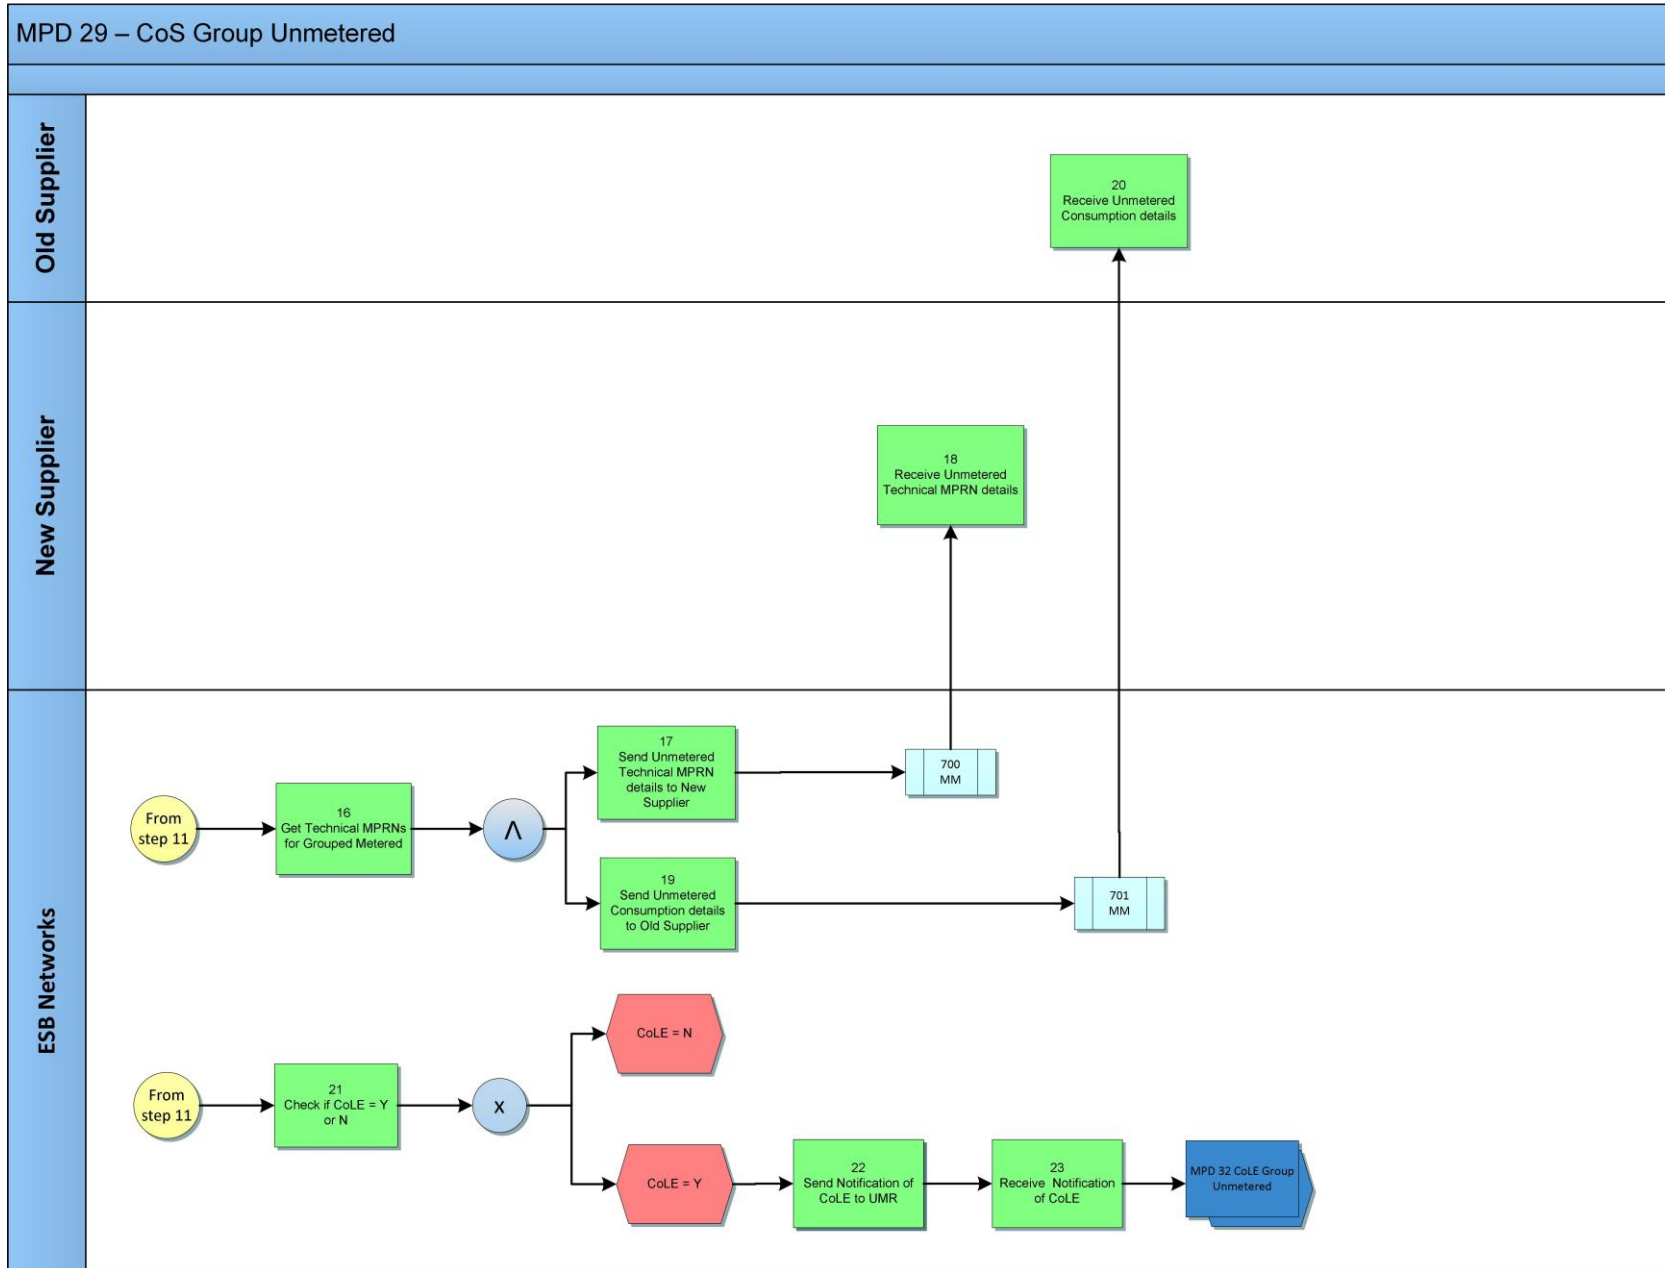 MPD 29 – CoS Group Unmetered
Old Supplier
20
Receive Unmetered
Consumption details
New Supplier
18
Receive Unmetered
Technical MPRN details
ESB Networks
From
step 11
16
Get Technical MPRNs
for Grouped Metered
Λ
17
Send Unmetered
Technical MPRN
details to New
Supplier
700
MM
19
Send Unmetered
Consumption details
to Old Supplier
701
MM
From
step 11
21
Check if CoLE = Y
or N
x
CoLE = N
CoLE = Y
22
Send Notification of
CoLE to UMR
23
Receive Notification
of CoLE
MPD 32 CoLE Group
Unmetered